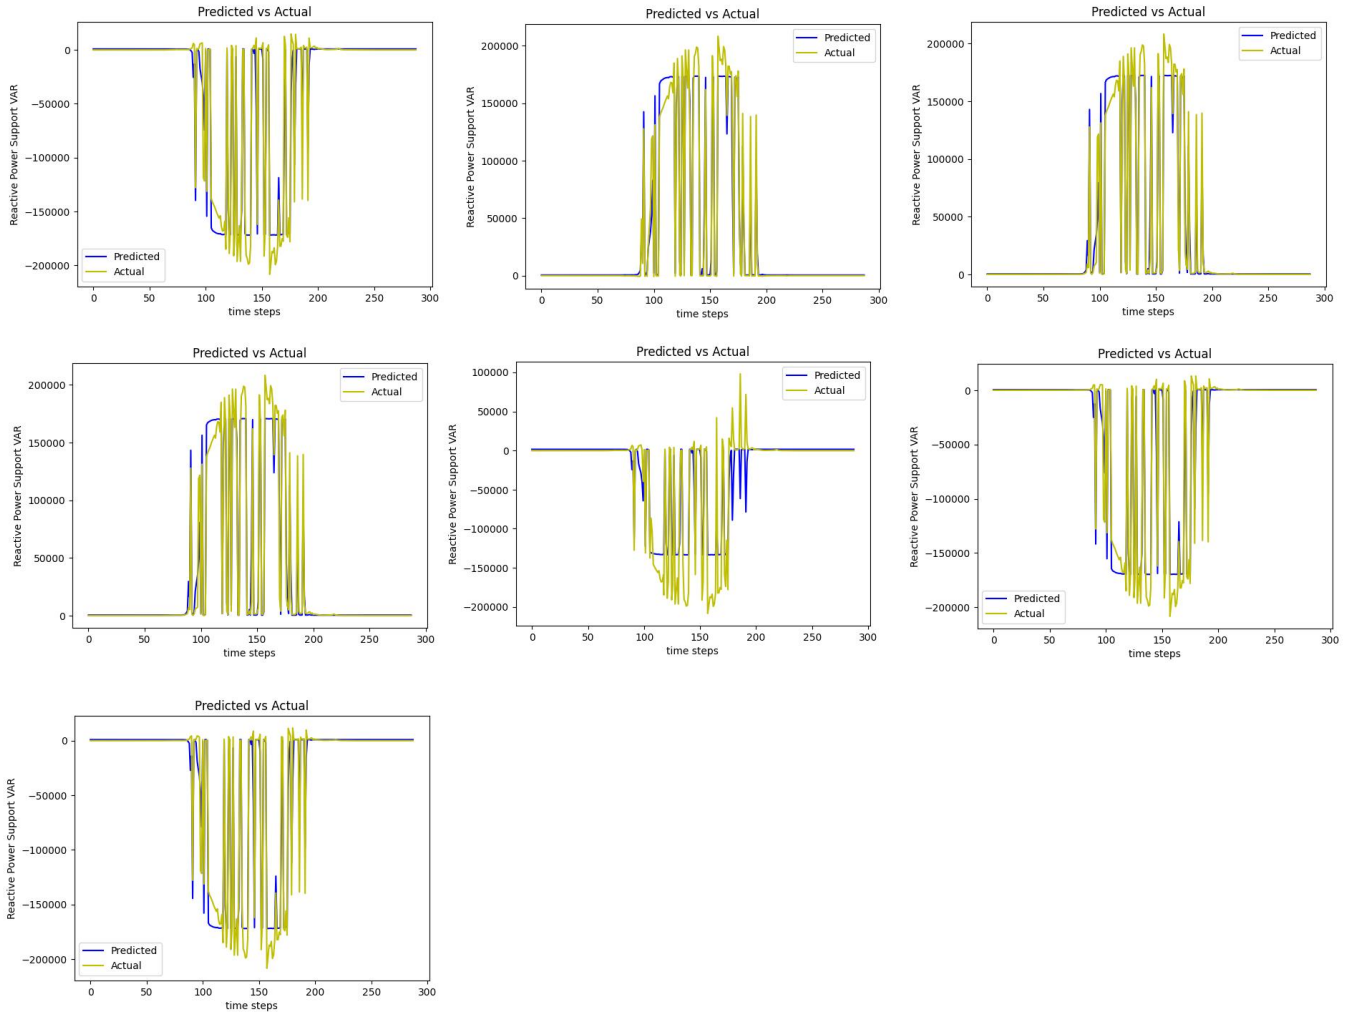 Predicted vs Actual
0
−50000
−100000
−150000
−200000
Reactive Power Support VAR
Predicted
Actual
0 50 100 150 200 250 300
time steps
Predicted vs Actual
200000
150000
100000
50000
0
Reactive Power Support VAR
Predicted
Actual
0 50 100 150 200 250 300
time steps
Predicted vs Actual
200000
150000
100000
50000
0
Reactive Power Support VAR
Predicted
Actual
0 50 100 150 200 250 300
time steps
Predicted vs Actual
200000
150000
100000
50000
0
Reactive Power Support VAR
Predicted
Actual
0 50 100 150 200 250 300
time steps
Predicted vs Actual
100000
50000
0
−50000
−100000
−150000
−200000
Reactive Power Support VAR
Predicted
Actual
0 50 100 150 200 250 300
time steps
Predicted vs Actual
0
−50000
−100000
−150000
−200000
Reactive Power Support VAR
Predicted
Actual
0 50 100 150 200 250 300
time steps
Predicted vs Actual
0
−50000
−100000
−150000
−200000
Reactive Power Support VAR
Predicted
Actual
0 50 100 150 200 250 300
time steps